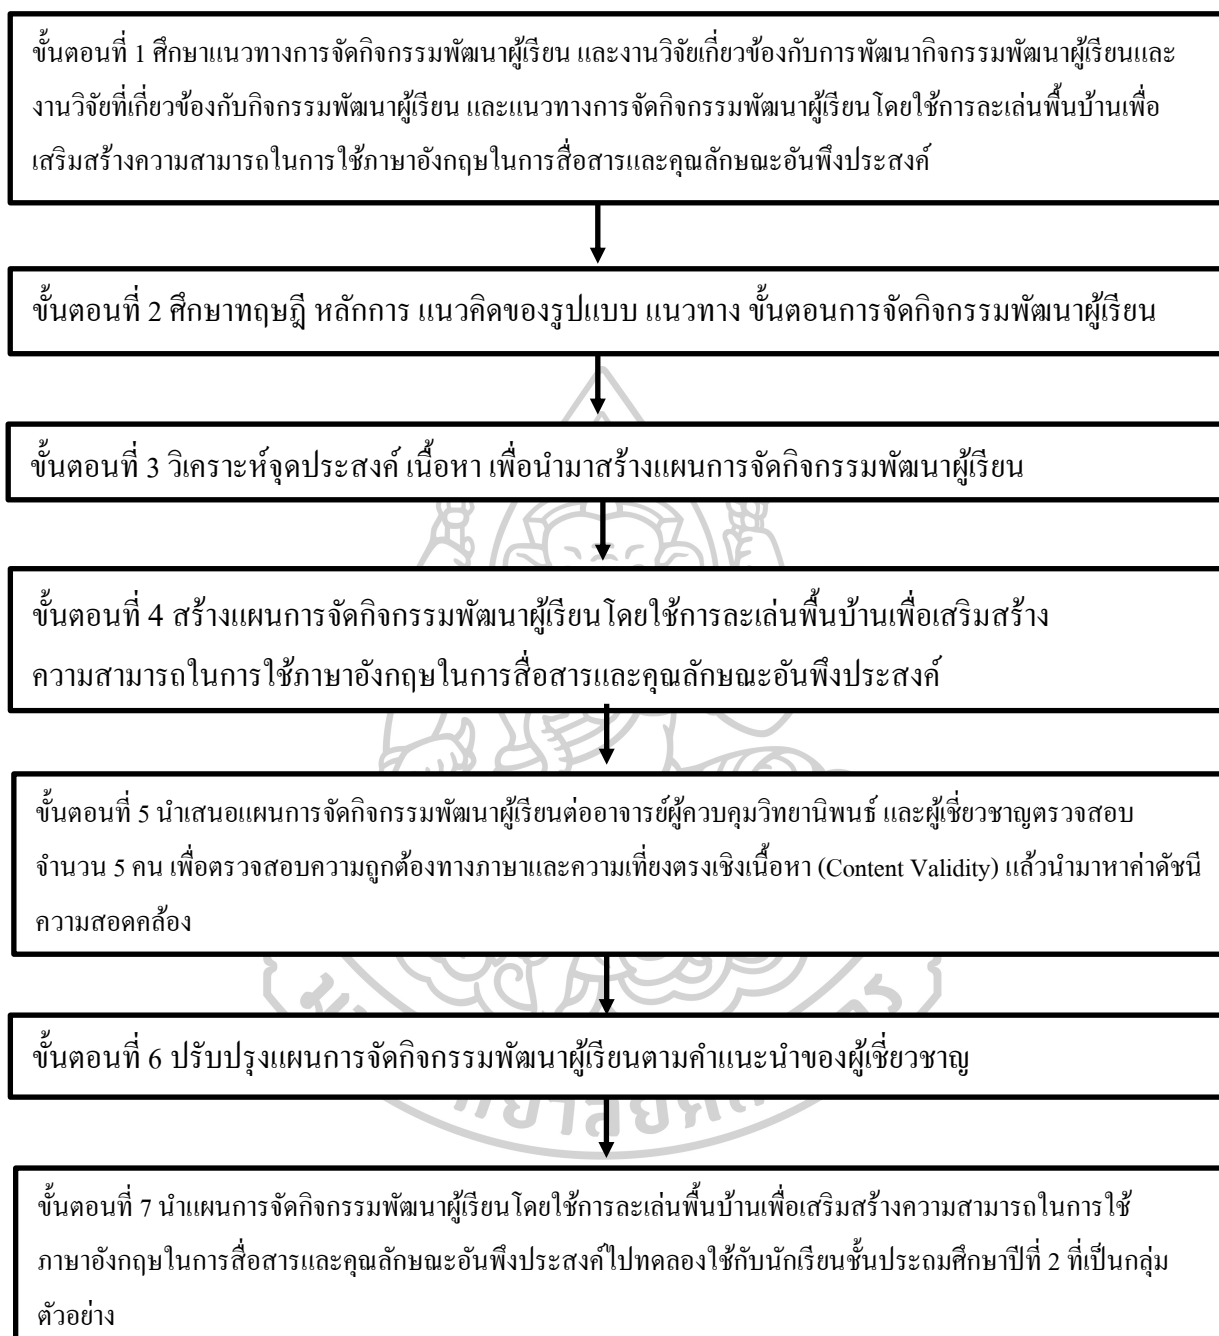 ขั้นตอนที่ 1 ศึกษาแนวทางการจัดกิจกรรมพัฒนาผู้เรียน และงานวิจัยเกี่ยวข้องกับการพัฒนากิจกรรมพัฒนาผู้เรียนและ
งานวิจัยที่เกี่ยวข้องกับกิจกรรมพัฒนาผู้เรียน และแนวทางการจัดกิจกรรมพัฒนาผู้เรียนโดยใช้การละเล่นพื้นบ้านเพื่อ
เสริมสร้างความสามารถในการใช้ภาษาอังกฤษในการสื่อสารและคุณลักษณะอันพึงประสงค์
ขั้นตอนที่ 2 ศึกษาทฤษฎี หลักการ แนวคิดของรูปแบบ แนวทาง ขั้นตอนการจัดกิจกรรมพัฒนาผู้เรียน
ขั้นตอนที่ 3 วิเคราะห์จุดประสงค์ เนื้อหา เพื่อนำมาสร้างแผนการจัดกิจกรรมพัฒนาผู้เรียน
ขั้นตอนที่ 4 สร้างแผนการจัดกิจกรรมพัฒนาผู้เรียนโดยใช้การละเล่นพื้นบ้านเพื่อเสริมสร้าง
ความสามารถในการใช้ภาษาอังกฤษในการสื่อสารและคุณลักษณะอันพึงประสงค์
ขั้นตอนที่ 5 นำเสนอแผนการจัดกิจกรรมพัฒนาผู้เรียนต่ออาจารย์ผู้ควบคุมวิทยานิพนธ์ และผู้เชี่ยวชาญตรวจสอบ
จำนวน 5 คน เพื่อตรวจสอบความถูกต้องทางภาษาและความเที่ยงตรงเชิงเนื้อหา (Content Validity) แล้วนำมาหาค่าดัชนี
ความสอดคล้อง
ขั้นตอนที่ 6 ปรับปรุงแผนการจัดกิจกรรมพัฒนาผู้เรียนตามคำแนะนำของผู้เชี่ยวชาญ
ขั้นตอนที่ 7 นำแผนการจัดกิจกรรมพัฒนาผู้เรียนโดยใช้การละเล่นพื้นบ้านเพื่อเสริมสร้างความสามารถในการใช้
ภาษาอังกฤษในการสื่อสารและคุณลักษณะอันพึงประสงค์ไปทดลองใช้กับนักเรียนชั้นประถมศึกษาปีที่ 2 ที่เป็นกลุ่ม
ตัวอย่าง